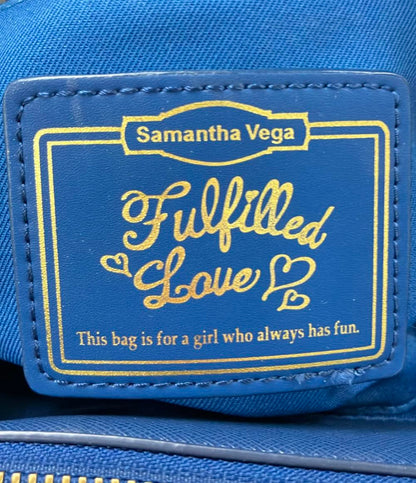 Samantha Vega
Fulfilled
Love
This bag is for a girl who always has fun.